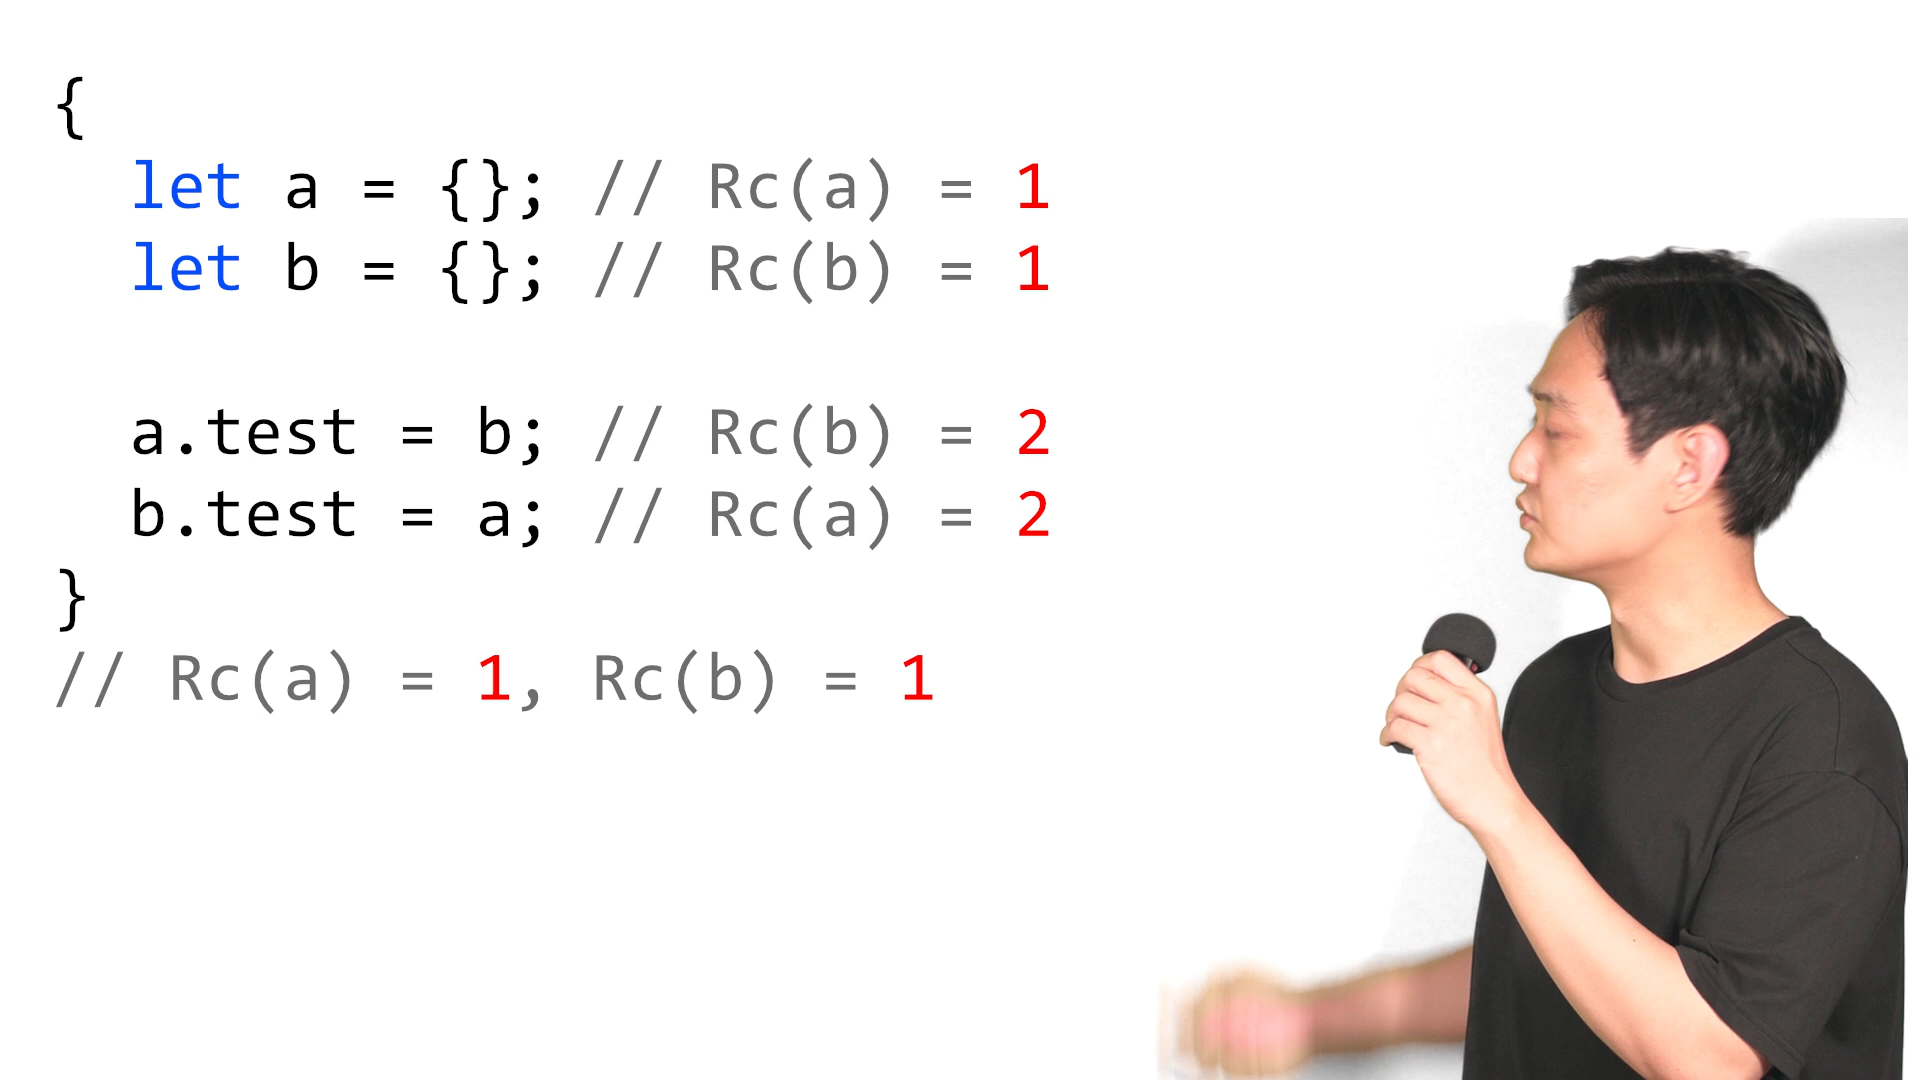 {
let a = {}; // Rc(a) = 1
let b = {}; // Rc(b) = 1
a.test = b; // Rc(b) = 2
b.test = a; // Rc(a) = 2
}
// Rc(a) = 1, Rc(b) = 1